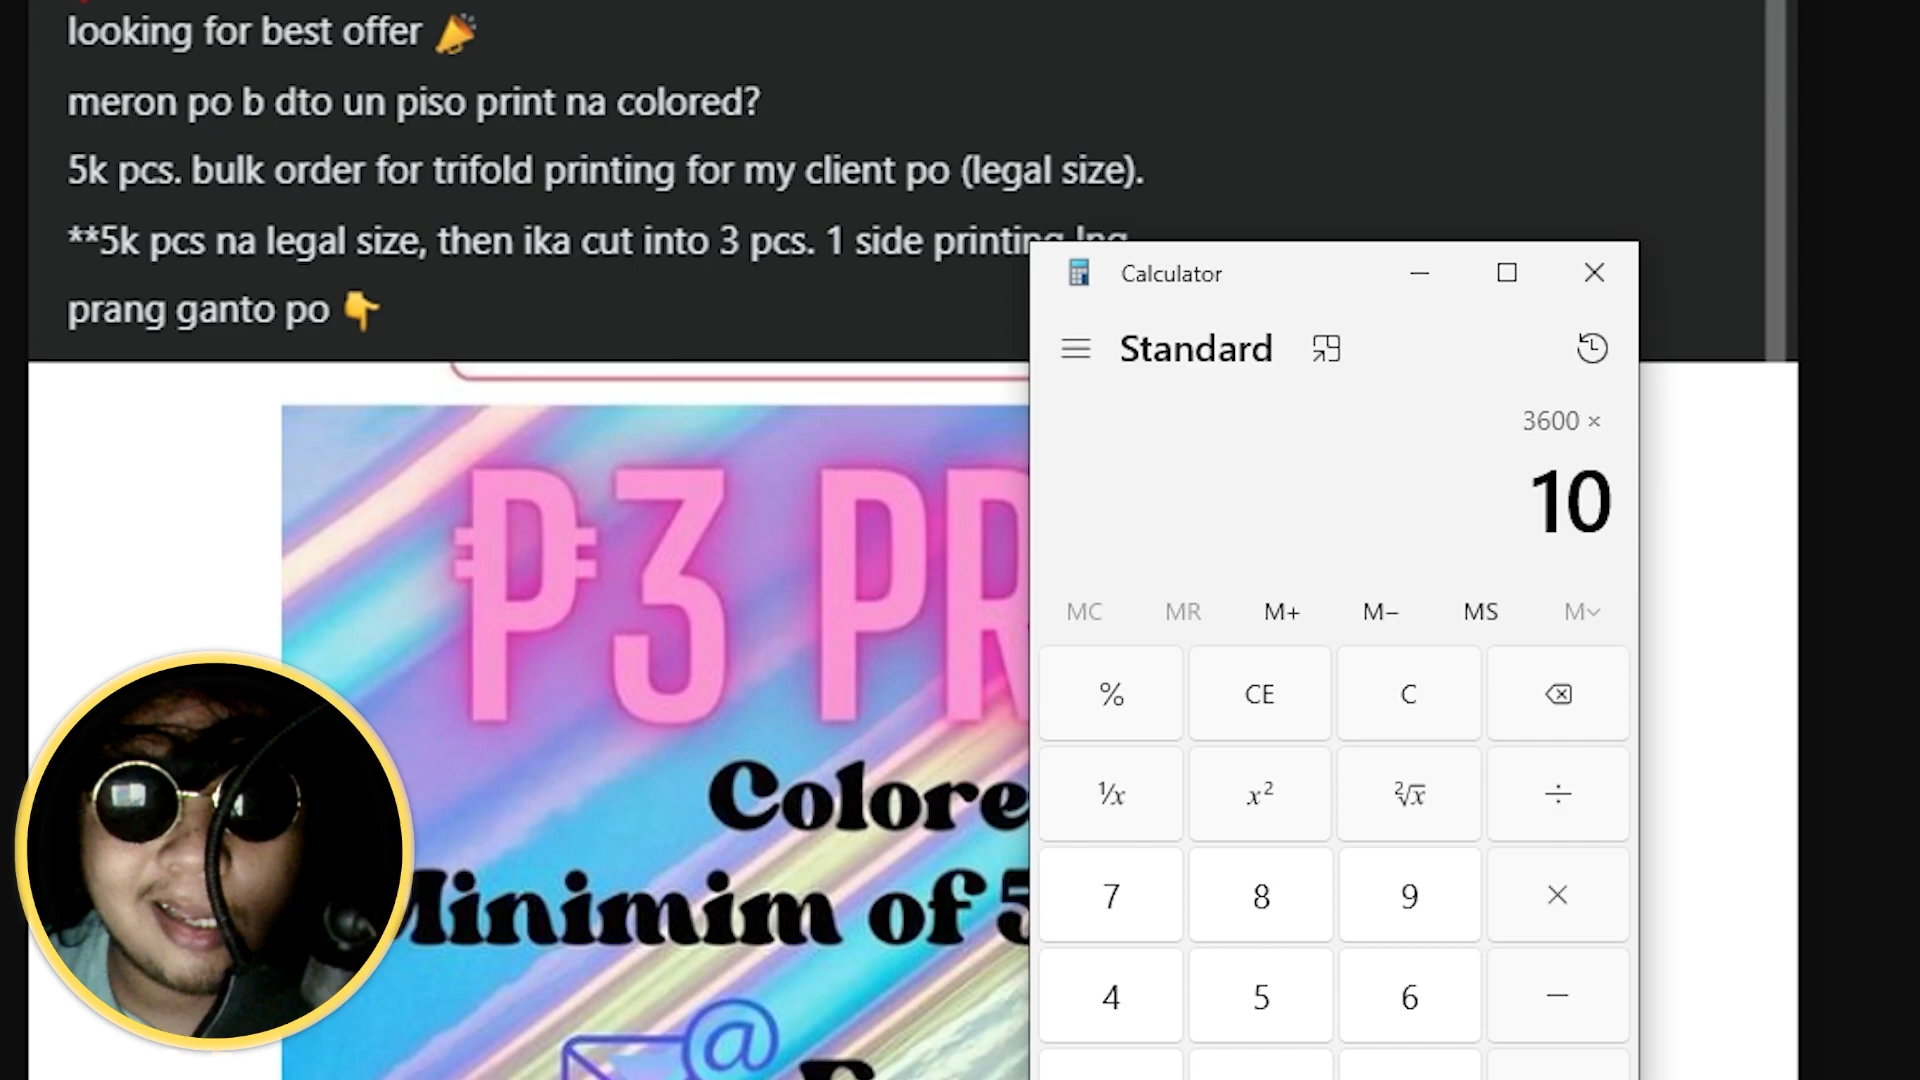 looking for best offer
meron po b dto un piso print na colored?
5k pcs. bulk order for trifold printing for my client po (legal size).
**5k pcs na legal size, then ika cut into 3 pcs. 1 side printing lng
prang ganto po
Calculator
Standard
3600 ×
10
MC MR M+ M− MS M
% CE C
⅟x x² ²√x ÷
7 8 9 ×
4 5 6 −
₱3 PR
Colore
Minimim of 5
@